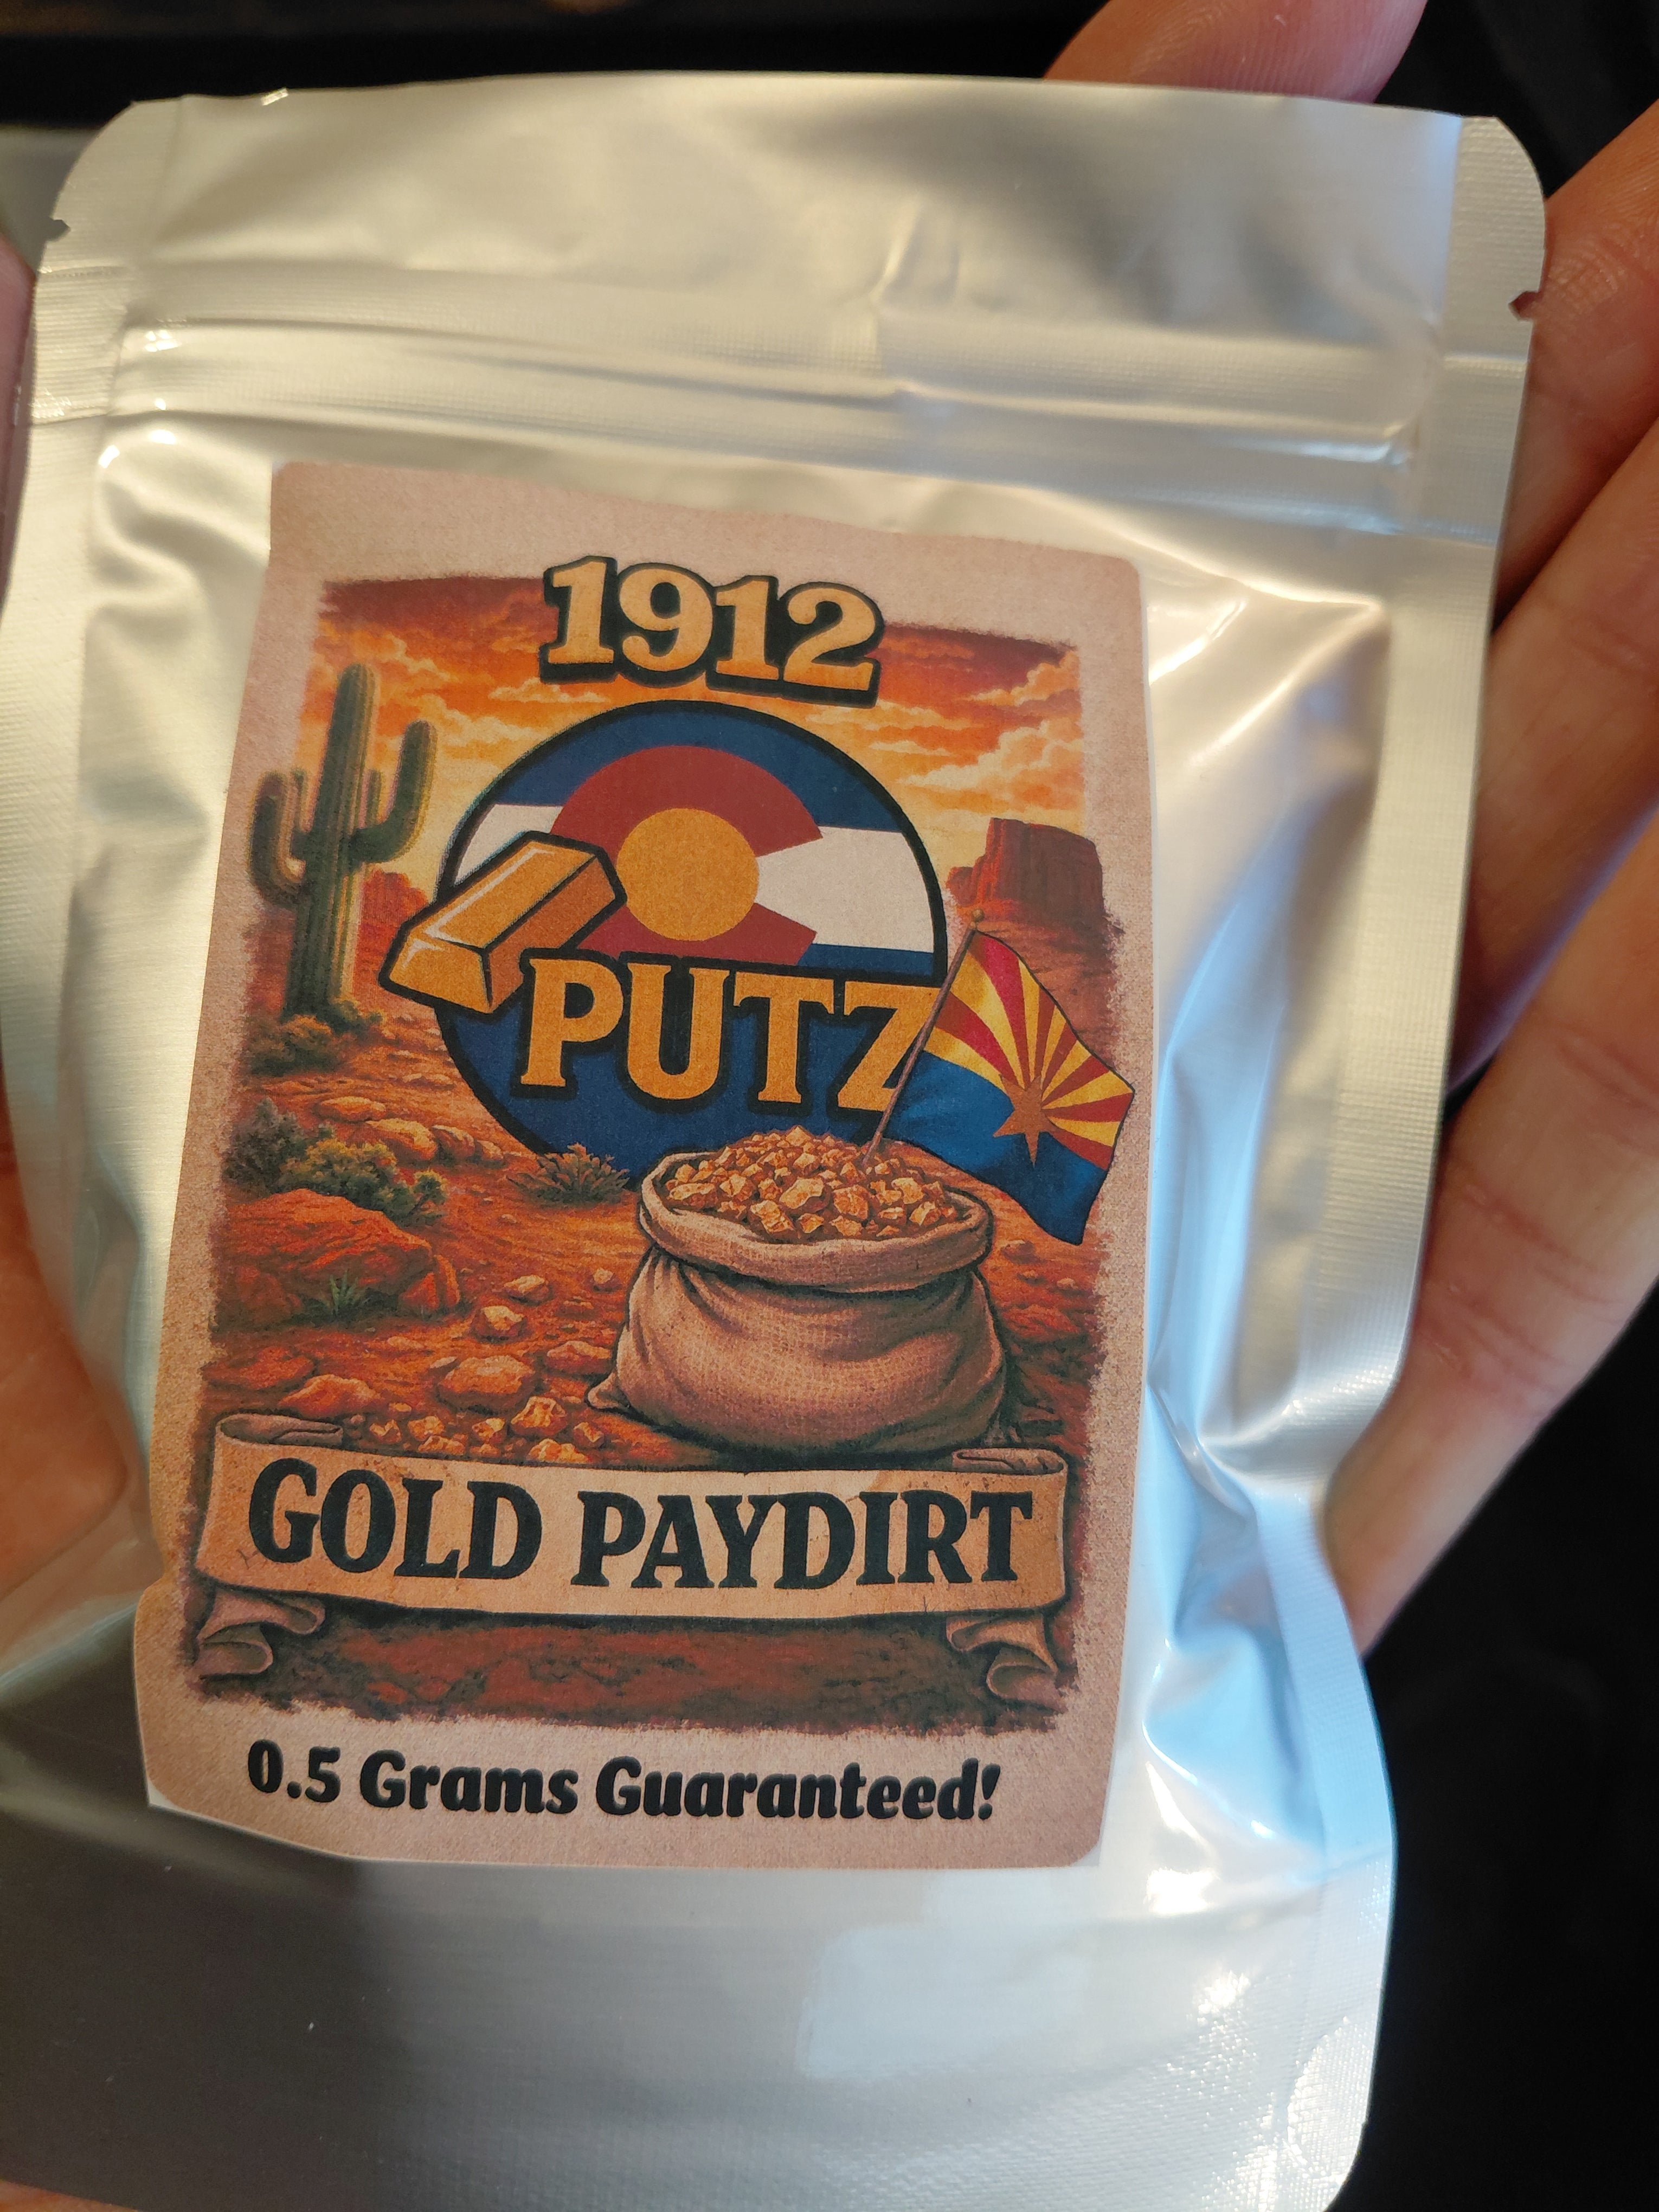 1912
PUTZ
GOLD PAYDIRT
0.5 Grams Guaranteed!